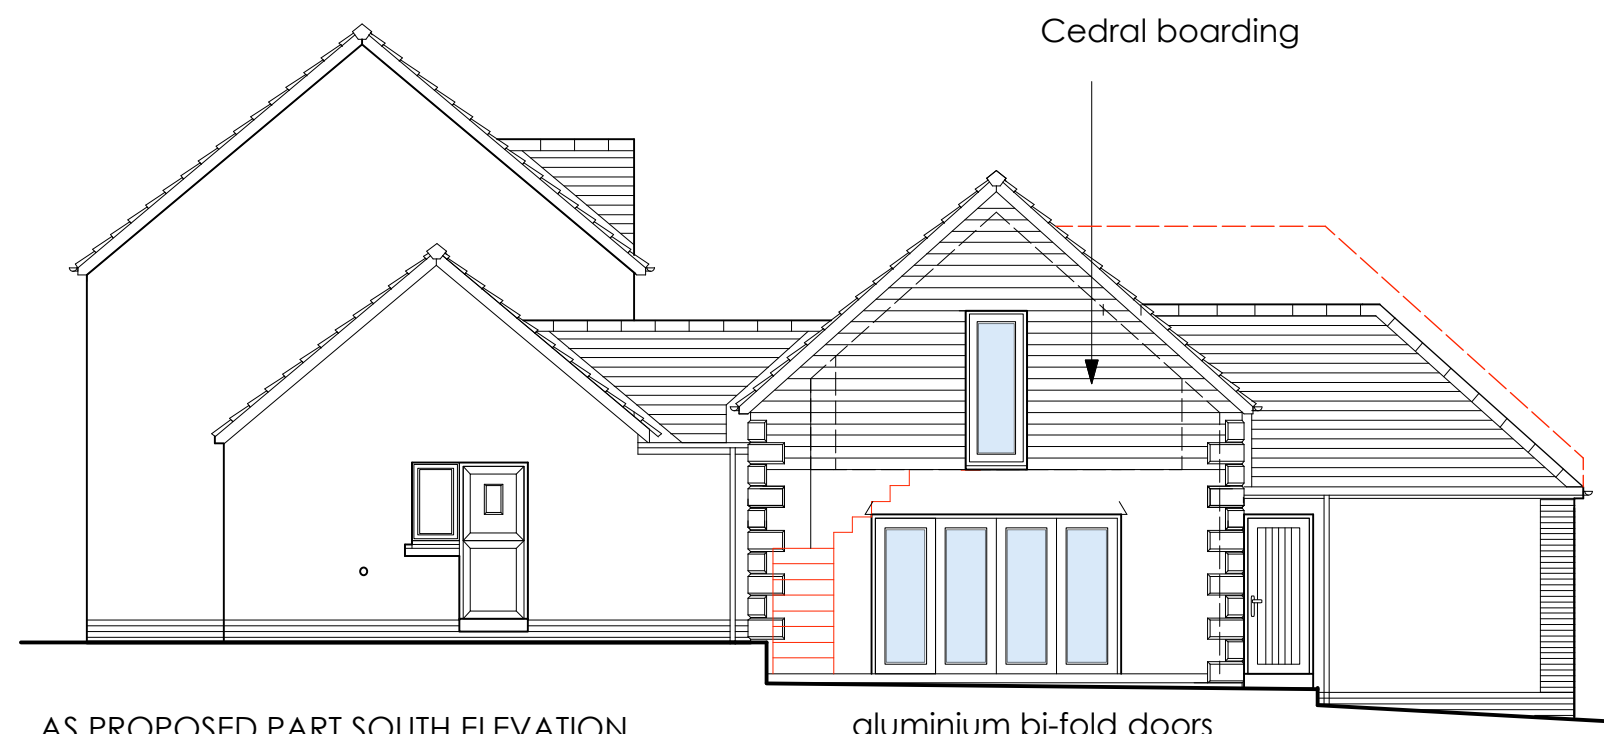 Cedral boarding
AS PROPOSED PART SOUTH ELEVATION
aluminium bi-fold doors